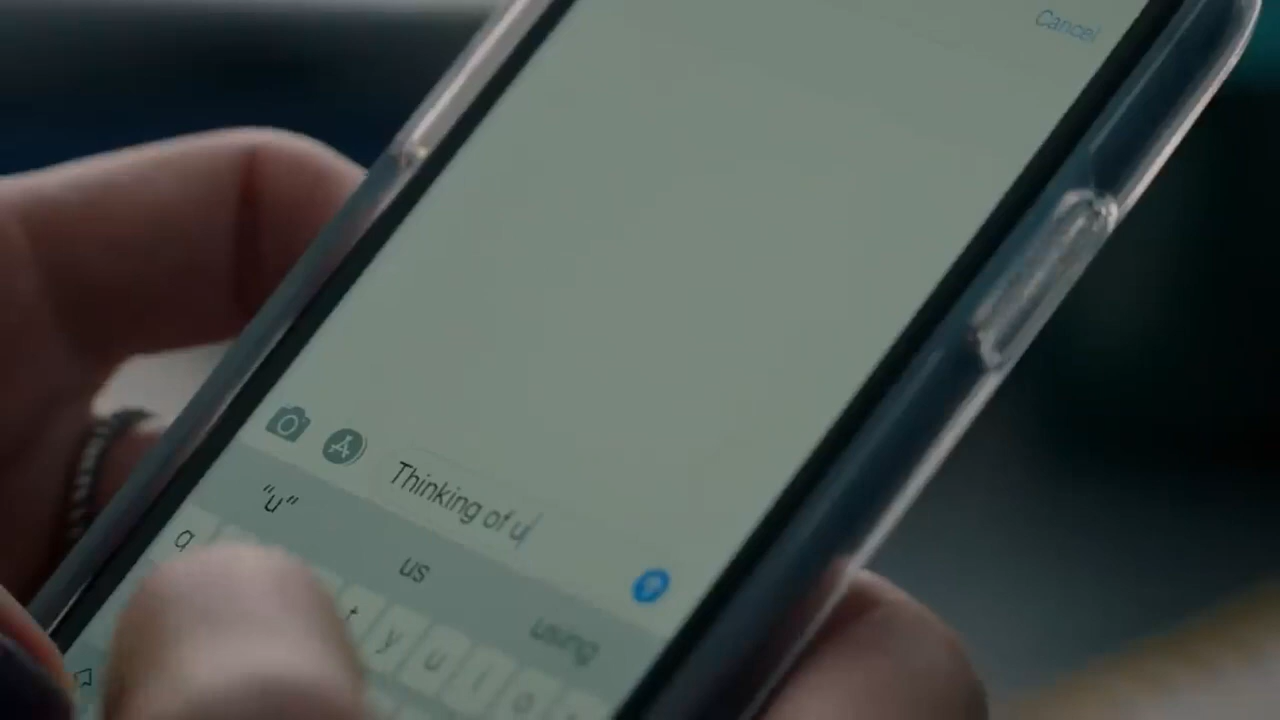 Cancel
Thinking of u
“u”
us
using
q
t y u i o